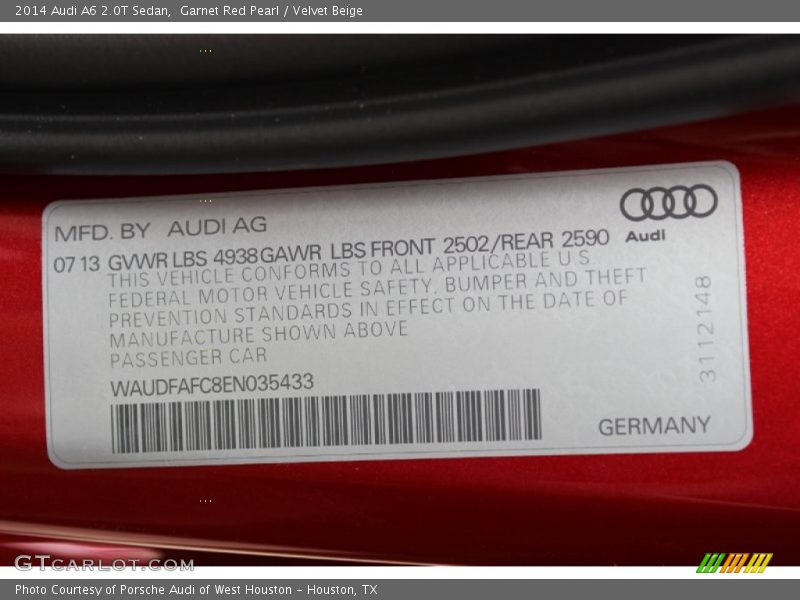 2014 Audi A6 2.0T Sedan,  Garnet Red Pearl / Velvet Beige
MFD. BY AUDI AG
Audi
07 13 GVWR LBS 4938 GAWR LBS FRONT 2502/REAR 2590
THIS VEHICLE CONFORMS TO ALL APPLICABLE U S
FEDERAL MOTOR VEHICLE SAFETY, BUMPER AND THEFT
PREVENTION STANDARDS IN EFFECT ON THE DATE OF
MANUFACTURE SHOWN ABOVE
PASSENGER CAR
3112148
WAUDFAFC8EN035433
GERMANY
GTCARLOT.COM
Photo Courtesy of Porsche Audi of West Houston - Houston, TX